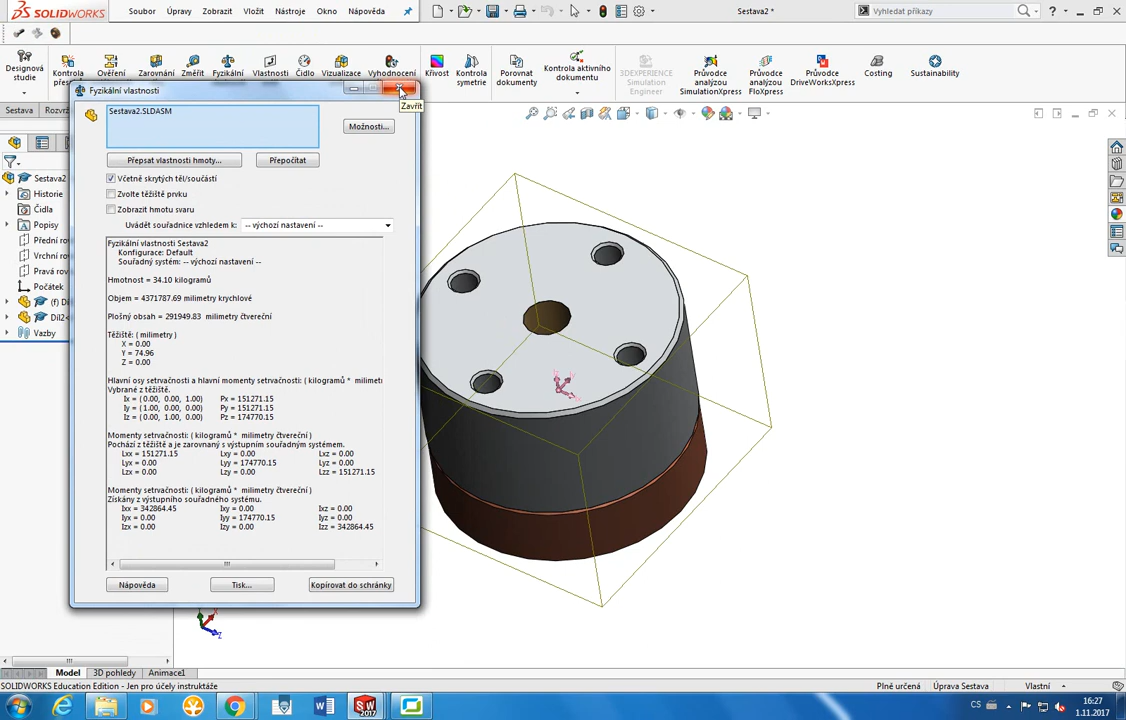 SOLIDWORKS
Soubor Úpravy Zobrazit Vložit Nástroje Okno Nápověda
Sestava2 *
Vyhledat příkazy
Designová studie
Kontrola
Ověření
Zarovnání
Změřit
Fyzikální
Vlastnosti
Čidlo
Vizualizace
Vyhodnocení
Křivost
Kontrola symetrie
Porovnat dokumenty
Kontrola aktivního dokumentu
3DEXPERIENCE Simulation Engineer
Průvodce analýzou SimulationXpress
Průvodce analýzou FloXpress
Průvodce DriveWorksXpress
Costing
Sustainability
Fyzikální vlastnosti
Zavřít
Sestava
Sestava2.SLDASM
Možnosti...
Přepsat vlastnosti hmoty... Přepočítat
Včetně skrytých těl/součástí
Zvolte těžiště prvku
Zobrazit hmotu svaru
Uvádět souřadnice vzhledem k: -- výchozí nastavení --
Sestava2
Historie
Čidla
Popisy
Přední
Vrchní
Pravá
Počátek
(f)
Díl2
Vazby
Fyzikální vlastnosti Sestava2
Konfigurace: Default
Souřadný systém: -- výchozí nastavení --
Hmotnost = 34.10 kilogramů
Objem = 4371787.69 milimetry krychlové
Plošný obsah = 291949.83 milimetry čtvereční
Těžiště: ( milimetry )
X = 0.00
Y = 74.96
Z = 0.00
Hlavní osy setrvačnosti a hlavní momenty setrvačnosti: ( kilogramů *
Vybrané z těžiště.
Ix = ( 0.00, 0.00, 1.00) Px = 151271.15
Iy = (1.00, 0.00, 0.00) Py = 151271.15
Iz = ( 0.00, 1.00, 0.00) Pz = 174770.15
Momenty setrvačnosti: ( kilogramů * milimetry čtvereční )
Pochází z těžiště a je zarovnaný s výstupním souřadným systémem.
Lxx = 151271.15 Lxy = 0.00 Lxz = 0.00
Lyx = 0.00 Lyy = 174770.15 Lyz = 0.00
Lzx = 0.00 Lzy = 0.00 Lzz = 151271.15
Momenty setrvačnosti: ( kilogramů * milimetry čtvereční )
Získány z výstupního souřadného systému.
Ixx = 342864.45 Ixy = 0.00 Ixz = 0.00
Iyx = 0.00 Iyy = 174770.15 Iyz = 0.00
Izx = 0.00 Izy = 0.00 Izz = 342864.45
Nápověda Tisk... Kopírovat do schránky
Z
Model 3D pohledy Animace1
SOLIDWORKS Education Edition - Jen pro účely instruktáže
Plně určená Úprava Sestava Vlastní
CS
16:27
1.11.2017